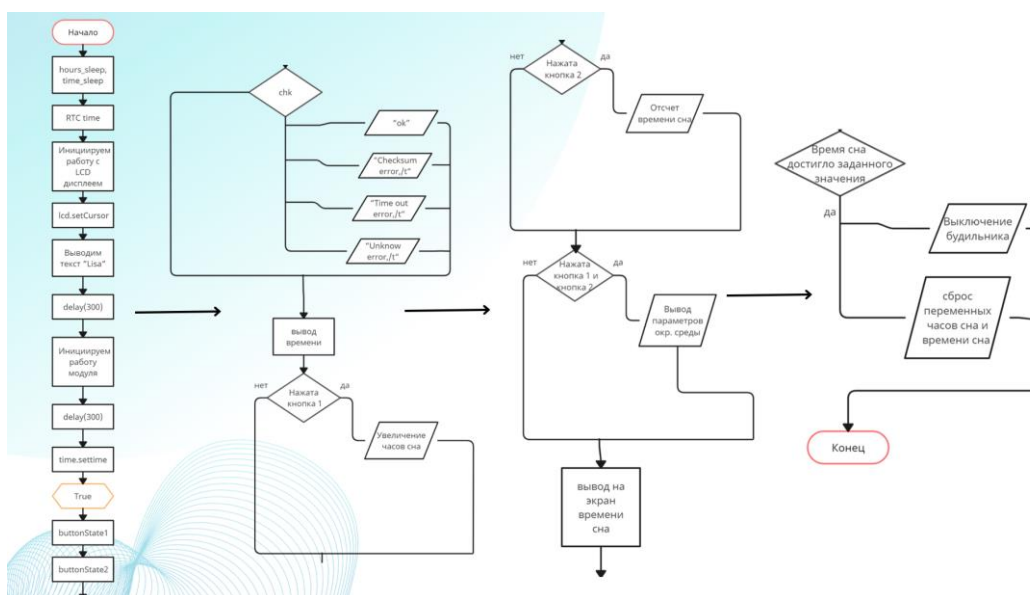 Начало
hours_sleep,
time_sleep
RTC time
Инициируем
работу с
LCD
дисплеем
lcd.setCursor
Выводим
текст "Lisa"
delay(300)
Инициируем
работу
модуля
delay(300)
time.settime
True
buttonState1
buttonState2
chk
"ok"
"Checksum
error,/t"
"Time out
error,/t"
"Unknow
error,/t"
вывод
времени
нет
да
Нажата
кнопка 1
Увеличение
часов сна
нет
да
Нажата
кнопка 2
Отсчет
времени сна
нет
да
Нажата
кнопка 1 и
кнопка 2
Вывод
параметров
окр. среды
вывод на
экран
времени
сна
Время сна
достигло заданного
значения
да
Выключение
будильника
сброс
переменных
часов сна и
времени сна
Конец